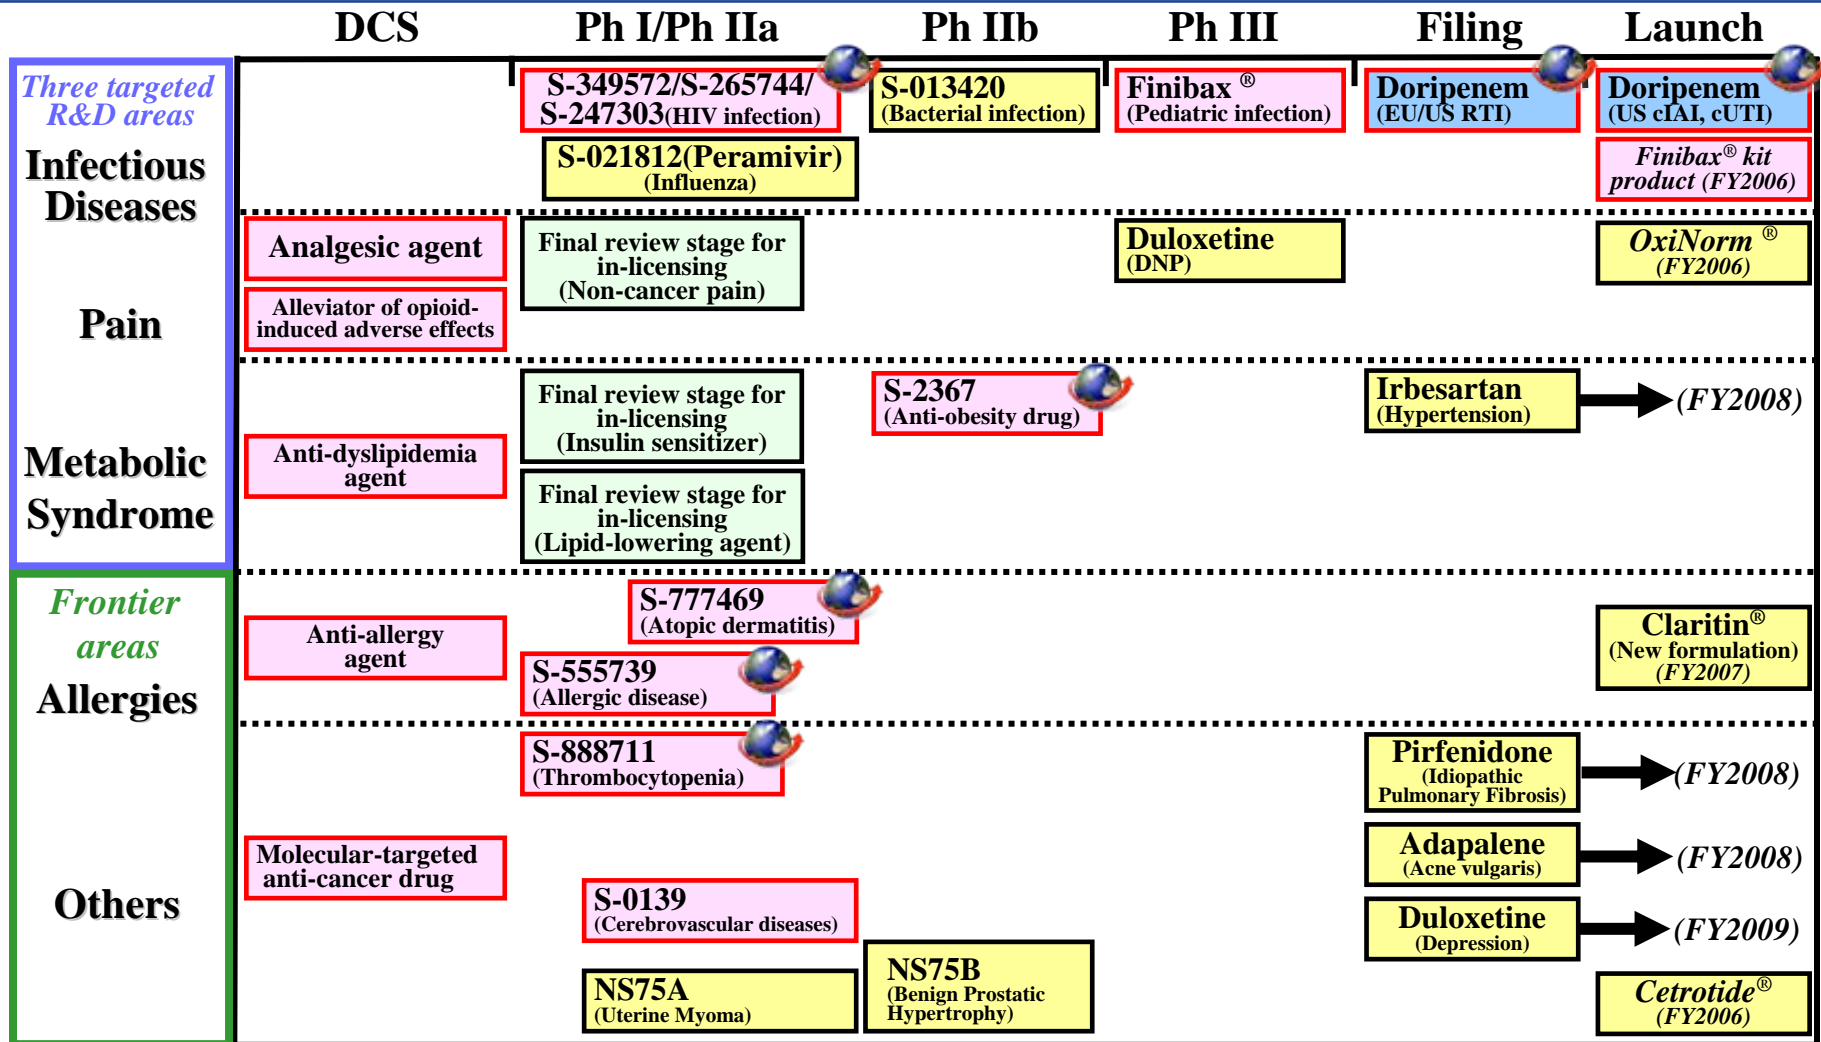 DCS Ph I/Ph IIa Ph IIb Ph III Filing Launch
Three targeted
R&D areas
Infectious
Diseases
S-349572/S-265744/
S-247303(HIV infection)
S-013420
(Bacterial infection)
Finibax ®
(Pediatric infection)
Doripenem
(EU/US RTI)
Doripenem
(US cIAI, cUTI)
S-021812(Peramivir)
(Influenza)
Finibax® kit
product (FY2006)
Pain
Analgesic agent
Final review stage for
in-licensing
(Non-cancer pain)
Duloxetine
(DNP)
OxiNorm ®
(FY2006)
Alleviator of opioid-
induced adverse effects
Metabolic
Syndrome
Anti-dyslipidemia
agent
Final review stage for
in-licensing
(Insulin sensitizer)
S-2367
(Anti-obesity drug)
Irbesartan
(Hypertension)
(FY2008)
Final review stage for
in-licensing
(Lipid-lowering agent)
Frontier
areas
Allergies
Anti-allergy
agent
S-777469
(Atopic dermatitis)
S-555739
(Allergic disease)
Claritin®
(New formulation)
(FY2007)
Others
S-888711
(Thrombocytopenia)
Pirfenidone
(Idiopathic
Pulmonary Fibrosis)
(FY2008)
Molecular-targeted
anti-cancer drug
Adapalene
(Acne vulgaris)
(FY2008)
S-0139
(Cerebrovascular diseases)
Duloxetine
(Depression)
(FY2009)
NS75A
(Uterine Myoma)
NS75B
(Benign Prostatic
Hypertrophy)
Cetrotide®
(FY2006)